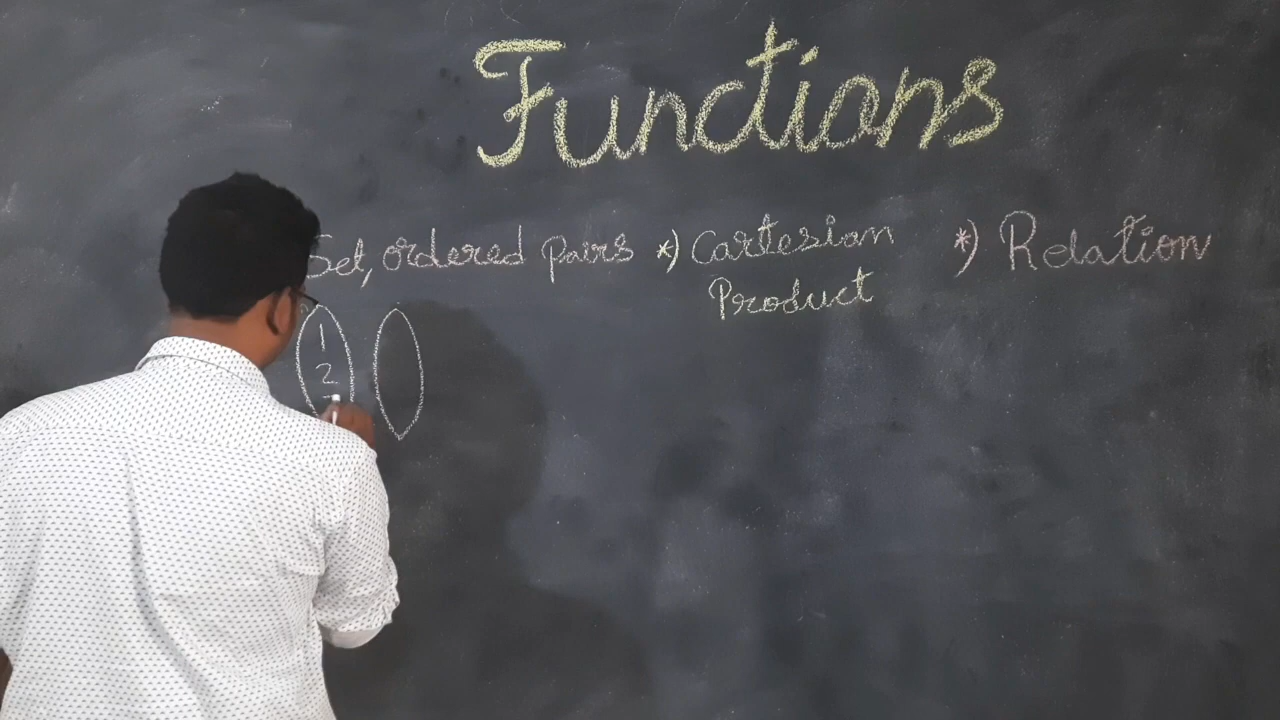 Functions
Set, ordered Pairs *) Cartesian Product *) Relation
1
2